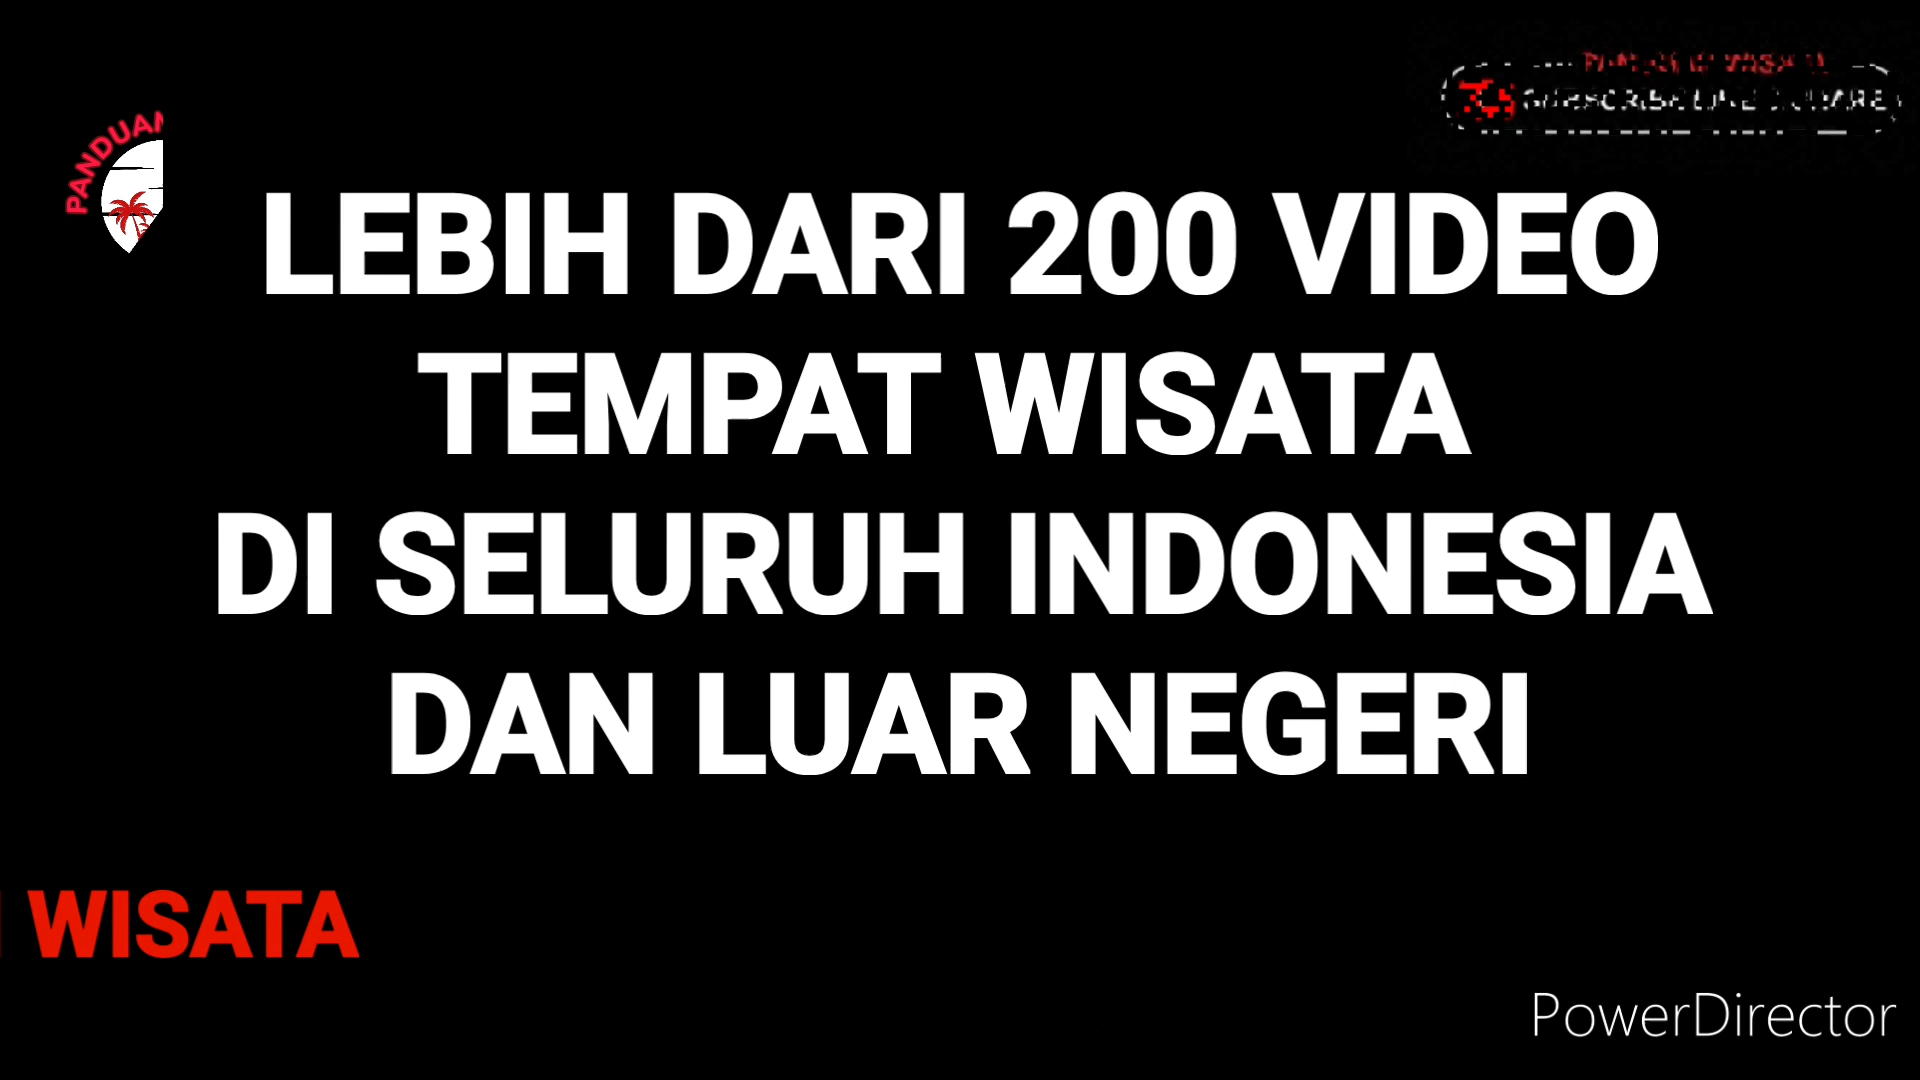 PANDUAN
LEBIH DARI 200 VIDEO
TEMPAT WISATA
DI SELURUH INDONESIA
DAN LUAR NEGERI
WISATA
PowerDirector